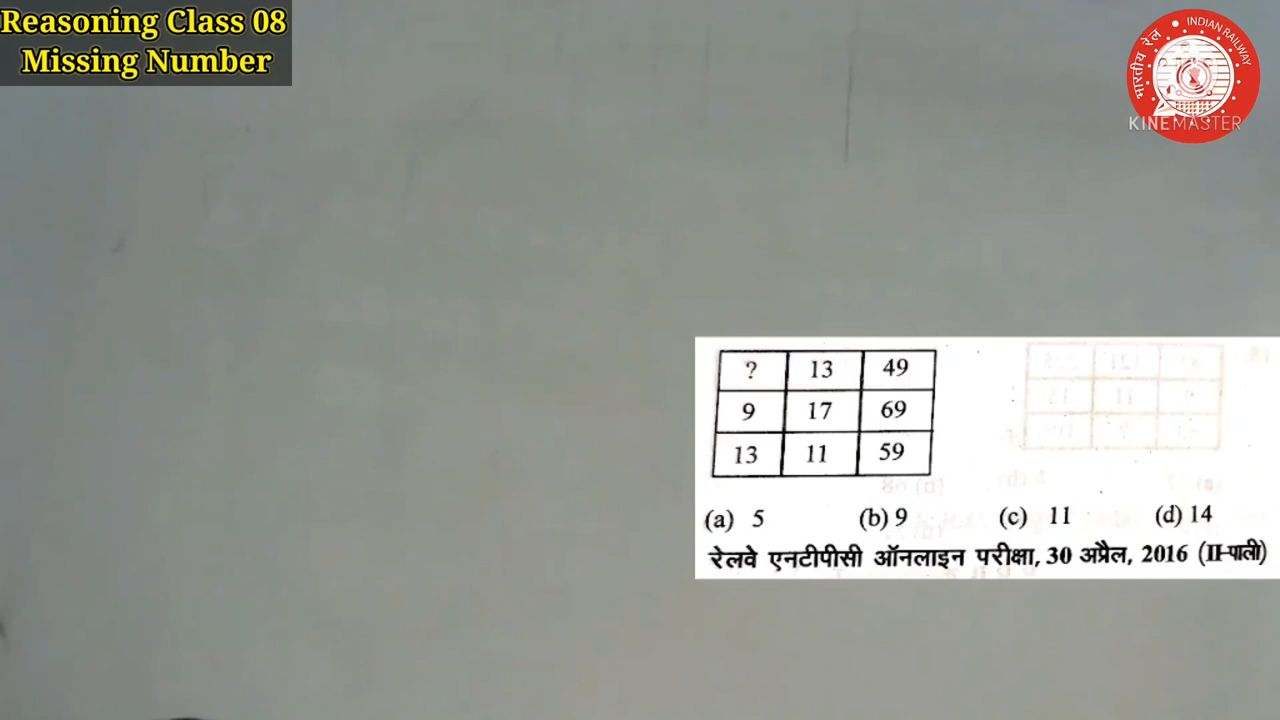 Reasoning Class 08
Missing Number
भारतीय रेल
INDIAN RAILWAY
KINEMASTER
? 13 49
9 17 69
13 11 59
(a) 5 (b) 9 (c) 11 (d) 14
रेलवे एनटीपीसी ऑनलाइन परीक्षा, 30 अप्रैल, 2016 (II-पाली)